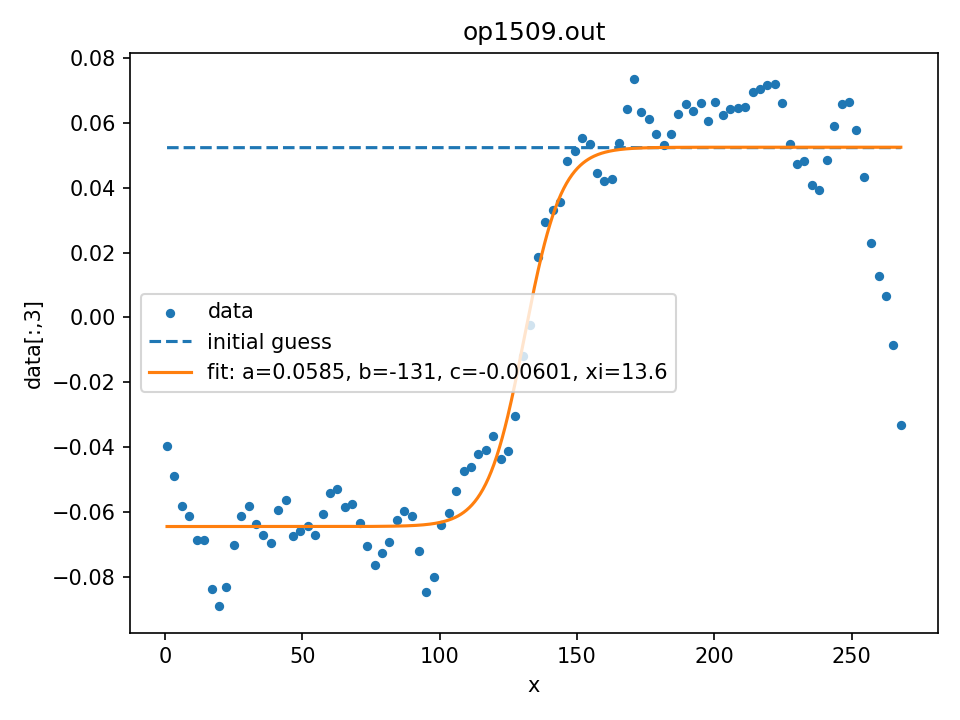 op1509.out
0.08
0.06
0.04
0.02
0.00
−0.02
−0.04
−0.06
−0.08
data[:,3]
data
initial guess
fit: a=0.0585, b=-131, c=-0.00601, xi=13.6
0 50 100 150 200 250
x